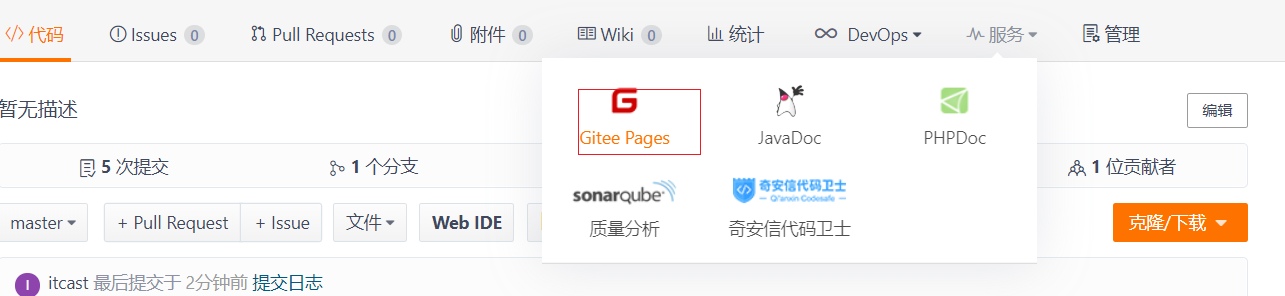 代码 Issues 0 Pull Requests 0 附件 0 Wiki 0 统计 DevOps 服务 管理
暂无描述 编辑
G
Gitee Pages JavaDoc PHPDoc
5 次提交 1 个分支 1 位贡献者
sonarqube 奇安信代码卫士
Qi'anxin Codesafe
master + Pull Request + Issue 文件 Web IDE 质量分析 奇安信代码卫士 克隆/下载
I itcast 最后提交于 2分钟前 提交日志